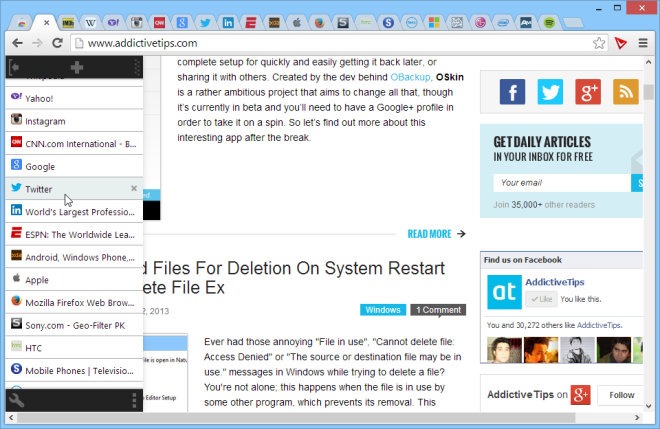 www.addictivetips.com
Wikipedia
Yahoo!
Instagram
CNN.com International - B...
Google
Twitter
World's Largest Professio...
ESPN: The Worldwide Lea...
Android, Windows Phone,...
Apple
Mozilla Firefox Web Brow...
Sony.com - Geo-Filter PK
HTC
Mobile Phones | Televisio...
complete setup for quickly and easily getting it back later, or
sharing it with others. Created by the dev behind OBackup, OSkin
is a rather ambitious project that aims to change all that, though
it's currently in beta and you'll need to have a Google+ profile in
order to take it on a spin. So let's find out more about this
interesting app after the break.
READ MORE
d Files For Deletion On System Restart
ete File Ex
2, 2013
Windows
1 Comment
File is open in Natu
Editor Setup
Ever had those annoying "File in use", "Cannot delete file:
Access Denied" or "The source or destination file may be in
use." messages in Windows while trying to delete a file?
You're not alone; this happens when the file is in use by
some other program, which prevents its removal. This
GET DAILY ARTICLES
IN YOUR INBOX FOR FREE
Your email
S
Join 35,000+ other readers
Find us on Facebook
at
AddictiveTips
Like
You like this.
You and 30,272 others like AddictiveTips.
AddictiveTips on
Follow